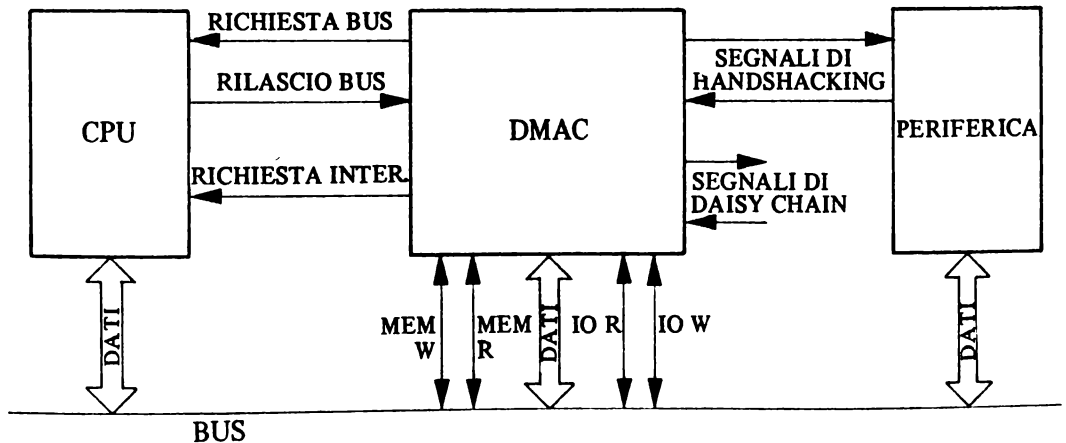 RICHIESTA BUS
RILASCIO BUS
RICHIESTA INTER.
CPU
DMAC
SEGNALI DI
HANDSHACKING
SEGNALI DI
DAISY CHAIN
PERIFERICA
DATI
MEM
W
MEM
R
DATI
IO R
IO W
DATI
BUS